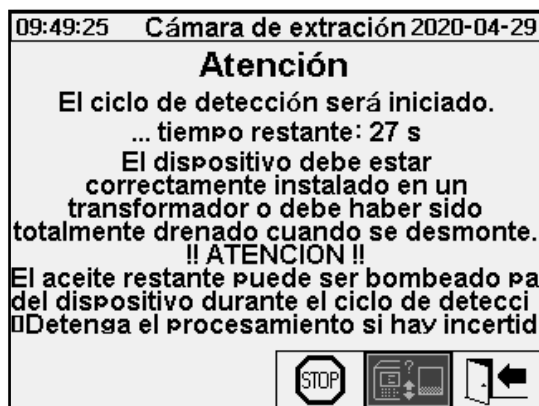 09:49:25 Cámara de extracción 2020-04-29
Atención
El ciclo de detección será iniciado.
... tiempo restante: 27 s
El dispositivo debe estar
correctamente instalado en un
transformador o debe haber sido
totalmente drenado cuando se desmonte.
!! ATENCION !!
El aceite restante puede ser bombeado pa
del dispositivo durante el ciclo de detecci
▯Detenga el procesamiento si hay incertid
STOP ?